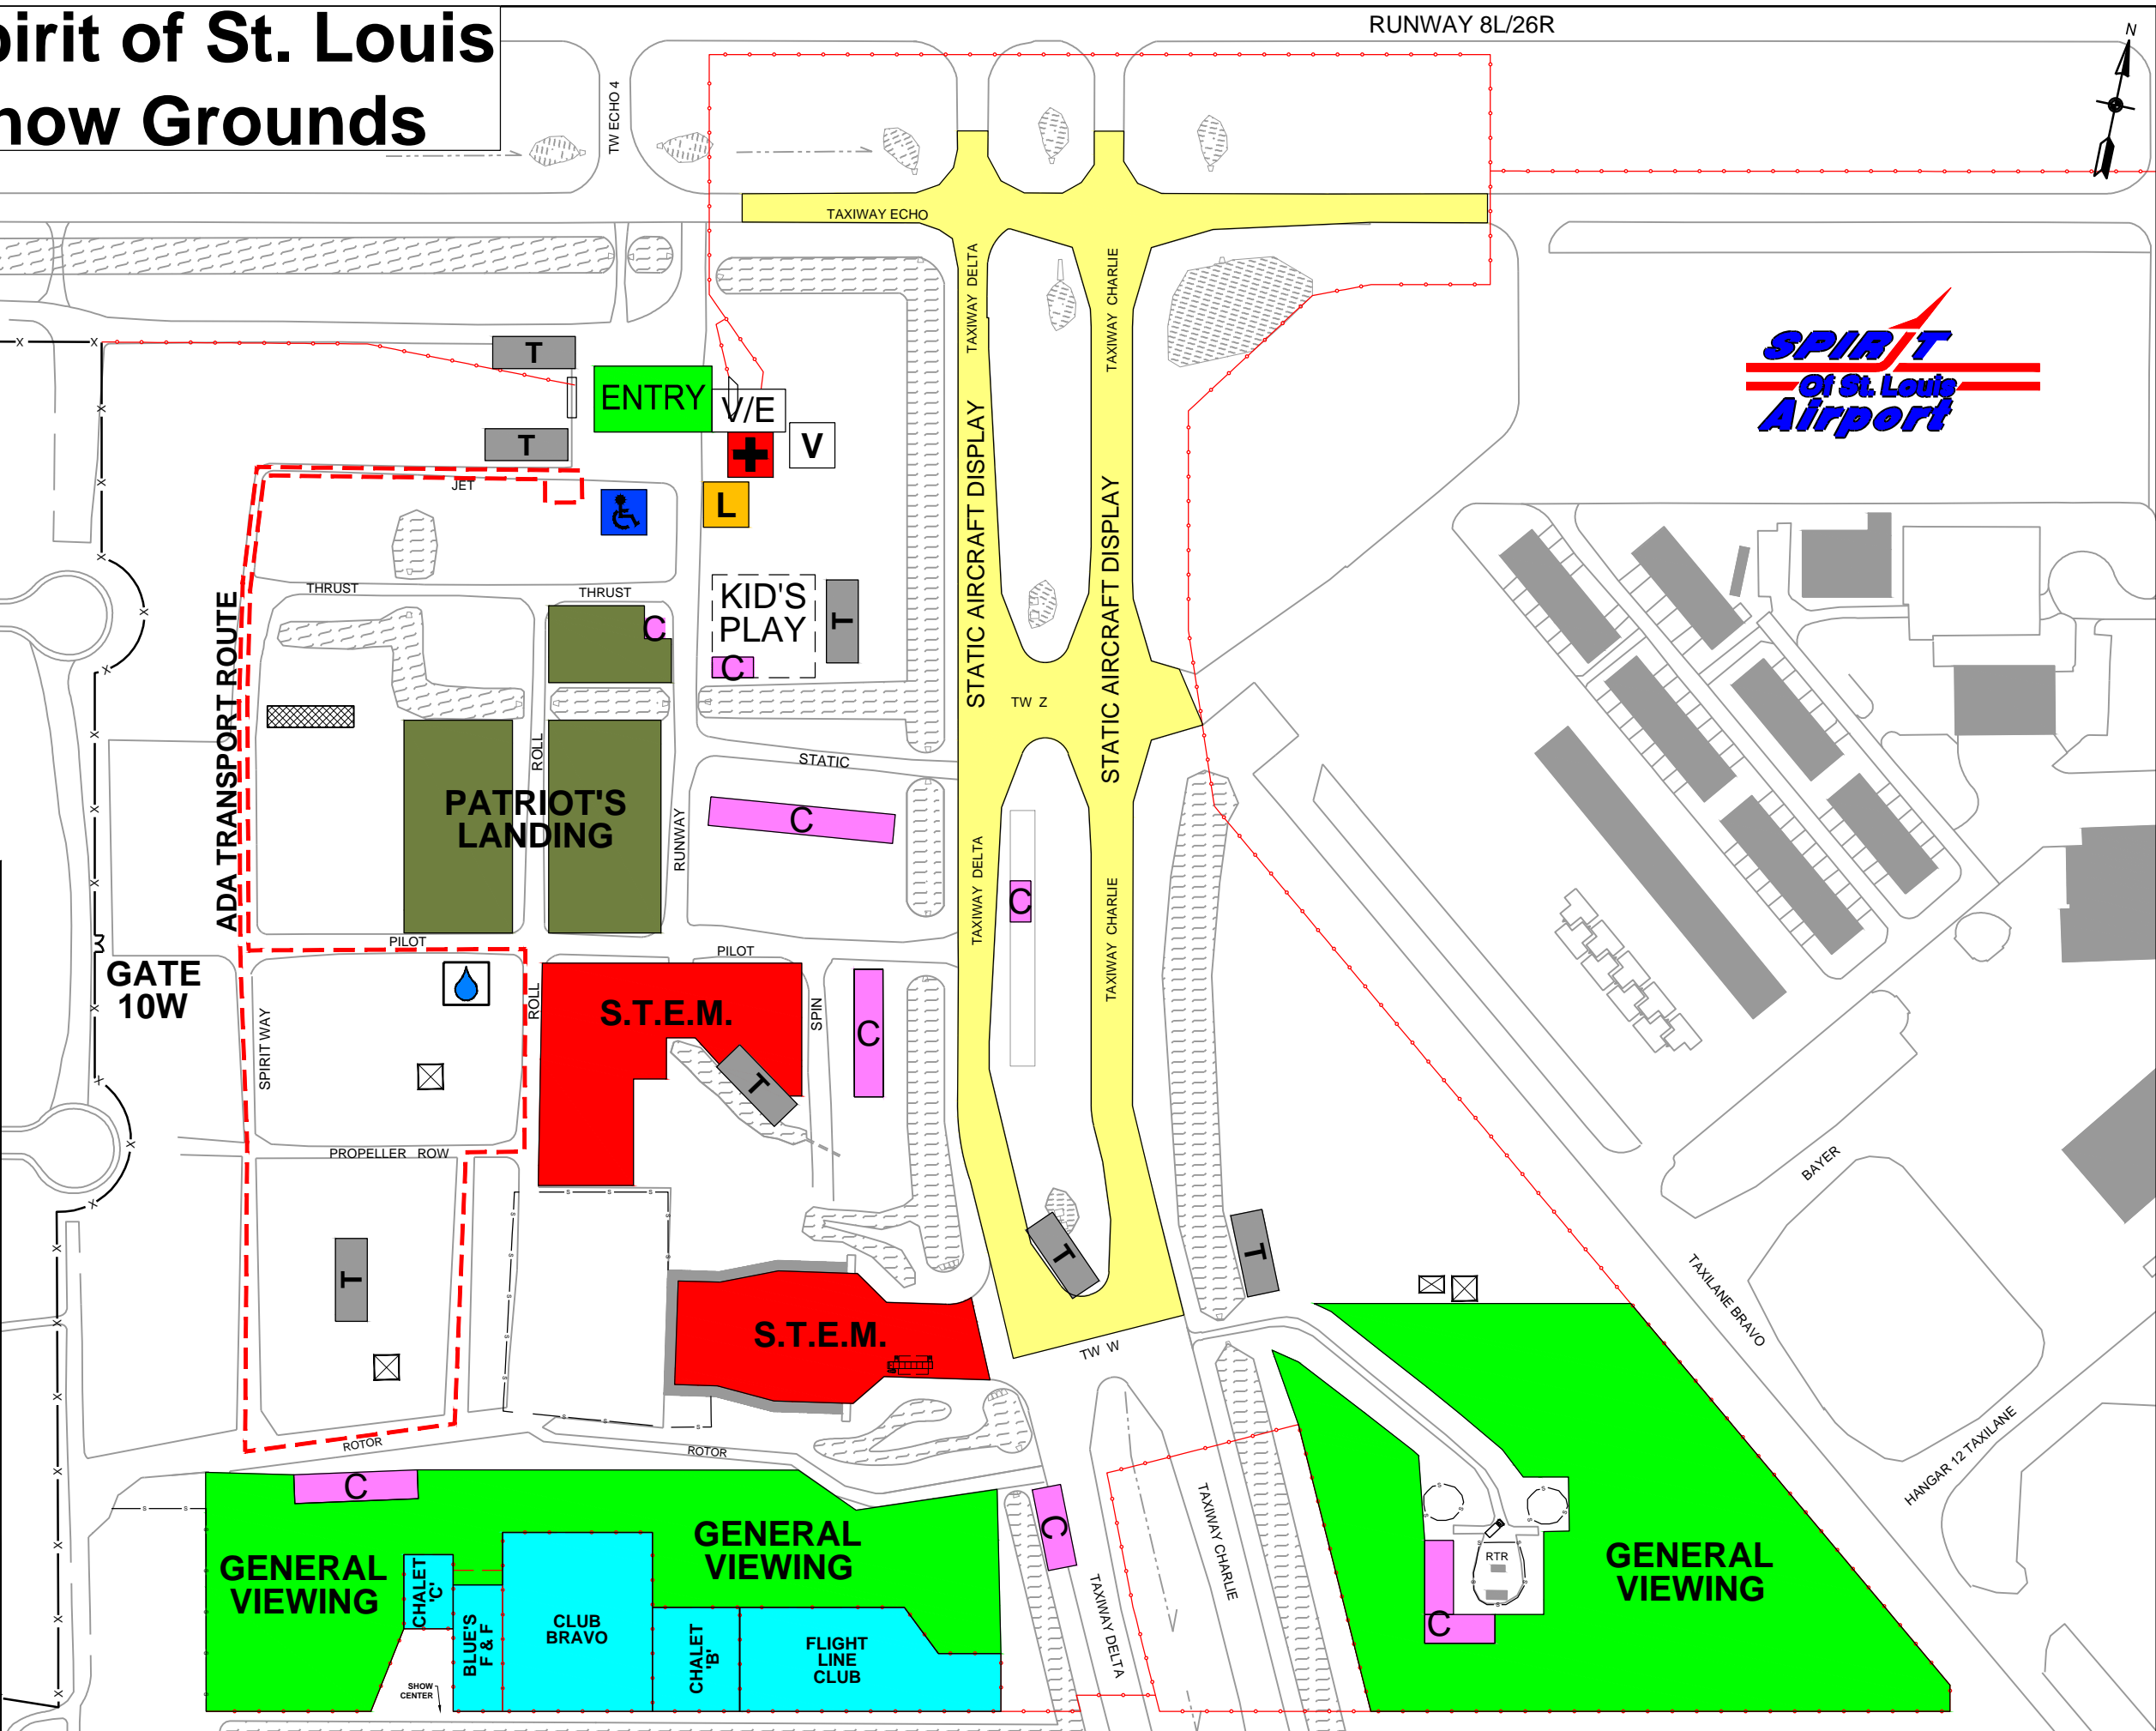 pirit of St. Louis
how Grounds
RUNWAY 8L/26R
N
TW ECHO 4
TAXIWAY ECHO
TAXIWAY DELTA
TAXIWAY CHARLIE
SPIRIT
Of St. Louis
Airport
T
ENTRY
V/E
V
T
JET
L
STATIC AIRCRAFT DISPLAY
STATIC AIRCRAFT DISPLAY
THRUST
THRUST
KID'S
PLAY
T
C
C
ADA TRANSPORT ROUTE
TW Z
ROLL
STATIC
PATRIOT'S
LANDING
RUNWAY
C
TAXIWAY DELTA
C
TAXIWAY CHARLIE
PILOT
PILOT
GATE
10W
SPIRIT WAY
ROLL
S.T.E.M.
SPIN
C
T
PROPELLER ROW
BAYER
T
T
T
TAXILANE BRAVO
S.T.E.M.
TW W
ROTOR
ROTOR
HANGAR 12 TAXILANE
C
C
TAXIWAY CHARLIE
GENERAL
VIEWING
GENERAL
VIEWING
RTR
GENERAL
VIEWING
CHALET
'C'
BLUE'S
F & F
CLUB
BRAVO
CHALET
'B'
FLIGHT
LINE
CLUB
TAXIWAY DELTA
C
SHOW
CENTER